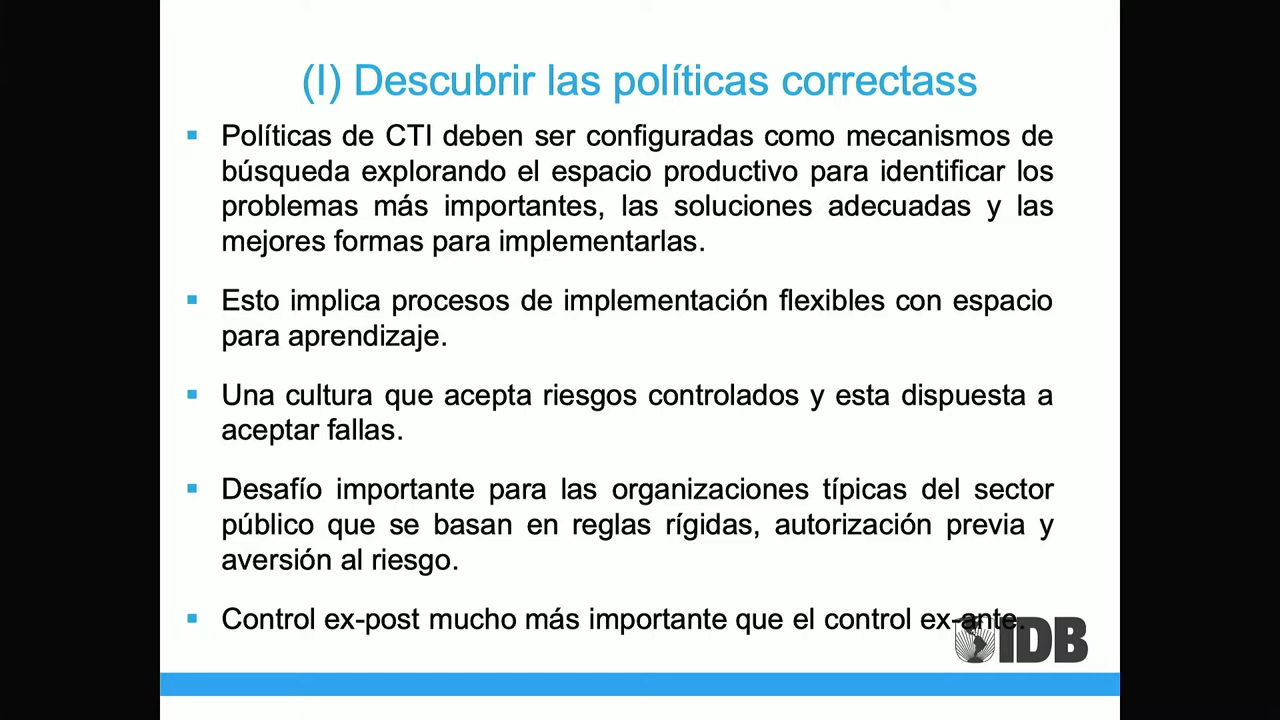 (I) Descubrir las políticas correctass
▪ Políticas de CTI deben ser configuradas como mecanismos de
búsqueda explorando el espacio productivo para identificar los
problemas más importantes, las soluciones adecuadas y las
mejores formas para implementarlas.
▪ Esto implica procesos de implementación flexibles con espacio
para aprendizaje.
▪ Una cultura que acepta riesgos controlados y esta dispuesta a
aceptar fallas.
▪ Desafío importante para las organizaciones típicas del sector
público que se basan en reglas rígidas, autorización previa y
aversión al riesgo.
▪ Control ex-post mucho más importante que el control ex-ante.
IDB